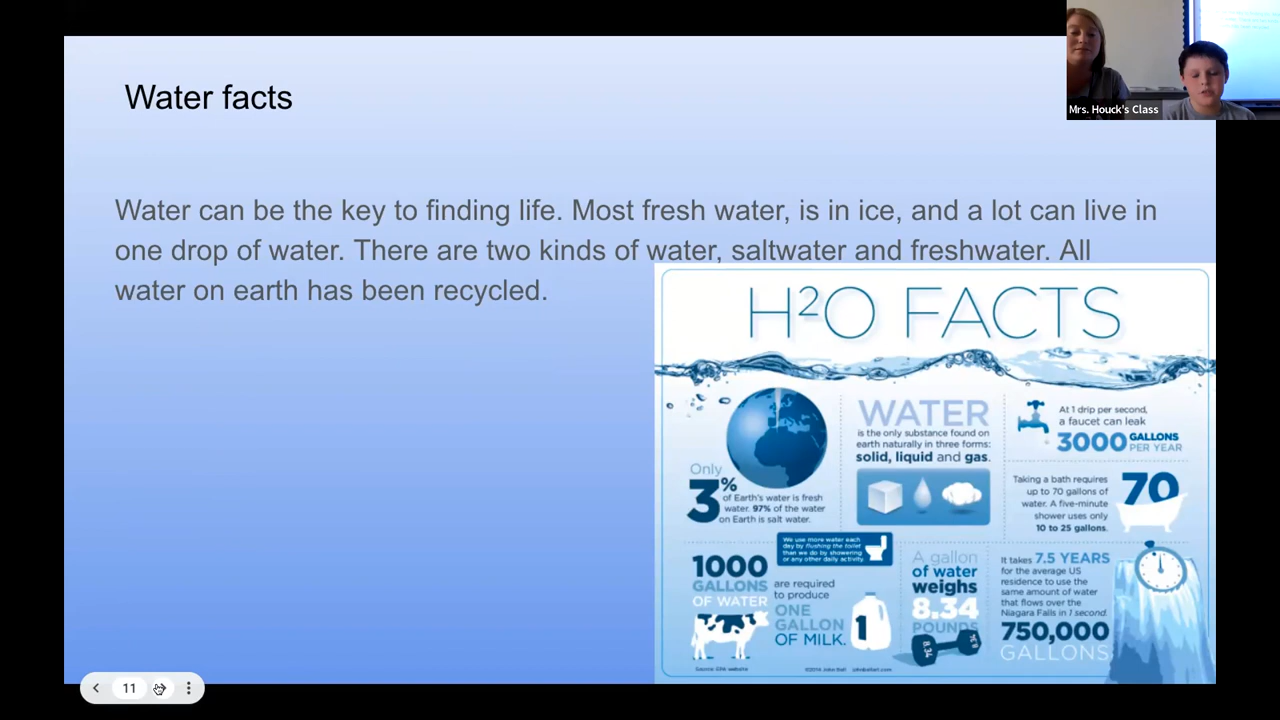 Mrs. Houck's Class
Water facts
Water can be the key to finding life. Most fresh water, is in ice, and a lot can live in
one drop of water. There are two kinds of water, saltwater and freshwater. All
water on earth has been recycled.
H²O FACTS
Only
3%
of Earth's water is fresh
water. 97% of the water
on Earth is salt water.
WATER
is the only substance found on
earth naturally in three forms:
solid, liquid and gas.
At 1 drip per second,
a faucet can leak
3000 GALLONS
PER YEAR
Taking a bath requires
up to 70 gallons of
water. A five-minute
shower uses only
10 to 25 gallons.
70
We use more water each
day by flushing the toilet
than we do by showering
or any other daily activity.
1000
GALLONS
OF WATER
are required
to produce
ONE
GALLON
OF MILK.
1
A gallon
of water
weighs
8.34
POUNDS
8.34
It takes 7.5 YEARS
for the average US
residence to use the
same amount of water
that flows over the
Niagara Falls in 1 second.
750,000
GALLONS
Source: EPA website
11